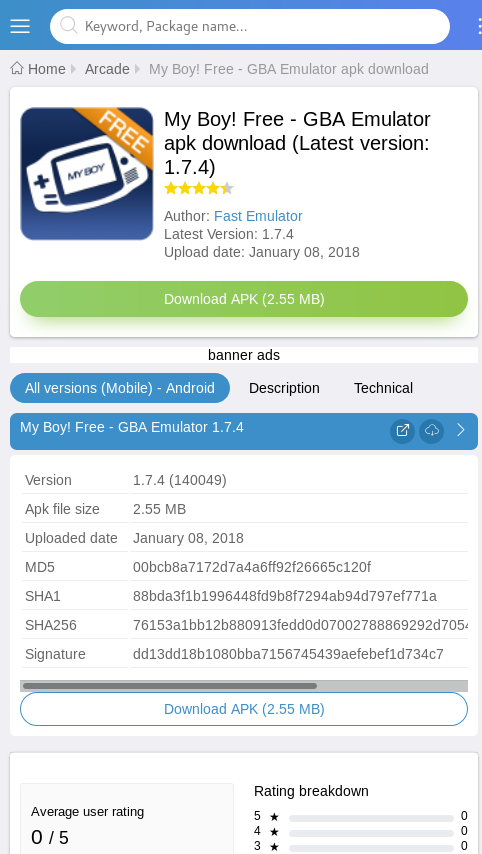 Keyword, Package name...
Home Arcade My Boy! Free - GBA Emulator apk download
FREE
MY BOY
My Boy! Free - GBA Emulator
apk download (Latest version:
1.7.4)
Author: Fast Emulator
Latest Version: 1.7.4
Upload date: January 08, 2018
Download APK (2.55 MB)
banner ads
All versions (Mobile) - Android Description Technical
My Boy! Free - GBA Emulator 1.7.4
Version 1.7.4 (140049)
Apk file size 2.55 MB
Uploaded date January 08, 2018
MD5 00bcb8a7172d7a4a6ff92f26665c120f
SHA1 88bda3f1b1996448fd9b8f7294ab94d797ef771a
SHA256 76153a1bb12b880913fedd0d07002788869292d7054
Signature dd13dd18b1080bba7156745439aefebef1d734c7
Download APK (2.55 MB)
Rating breakdown
Average user rating
0 / 5
5 ★ 0
4 ★ 0
3 ★ 0